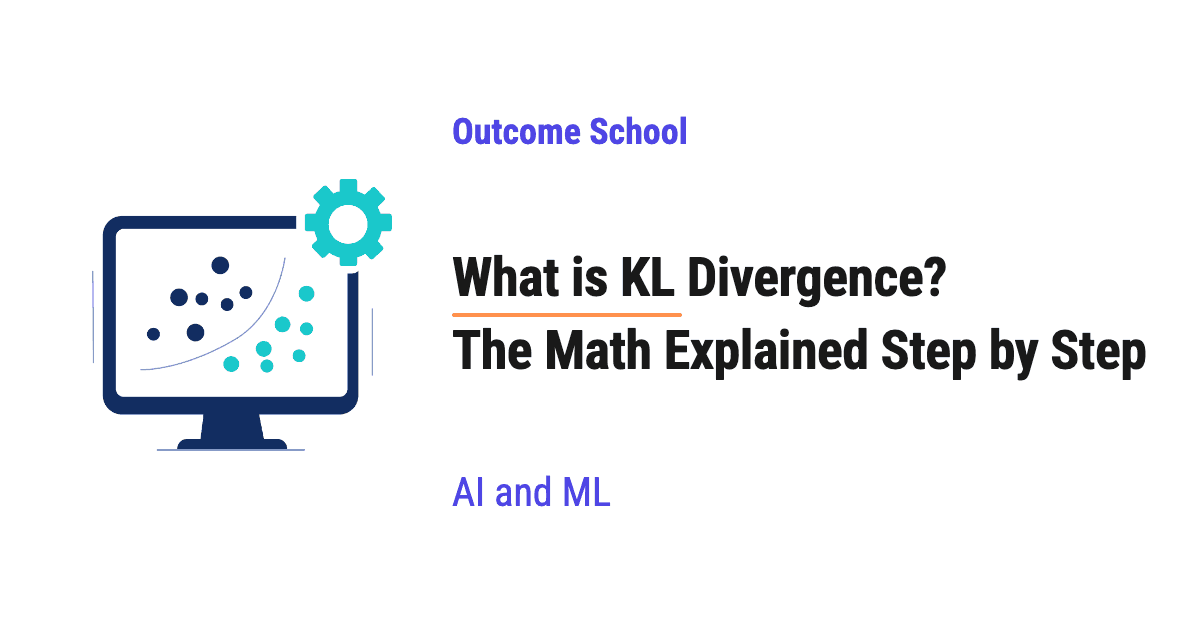 Outcome School
What is KL Divergence?
The Math Explained Step by Step
AI and ML